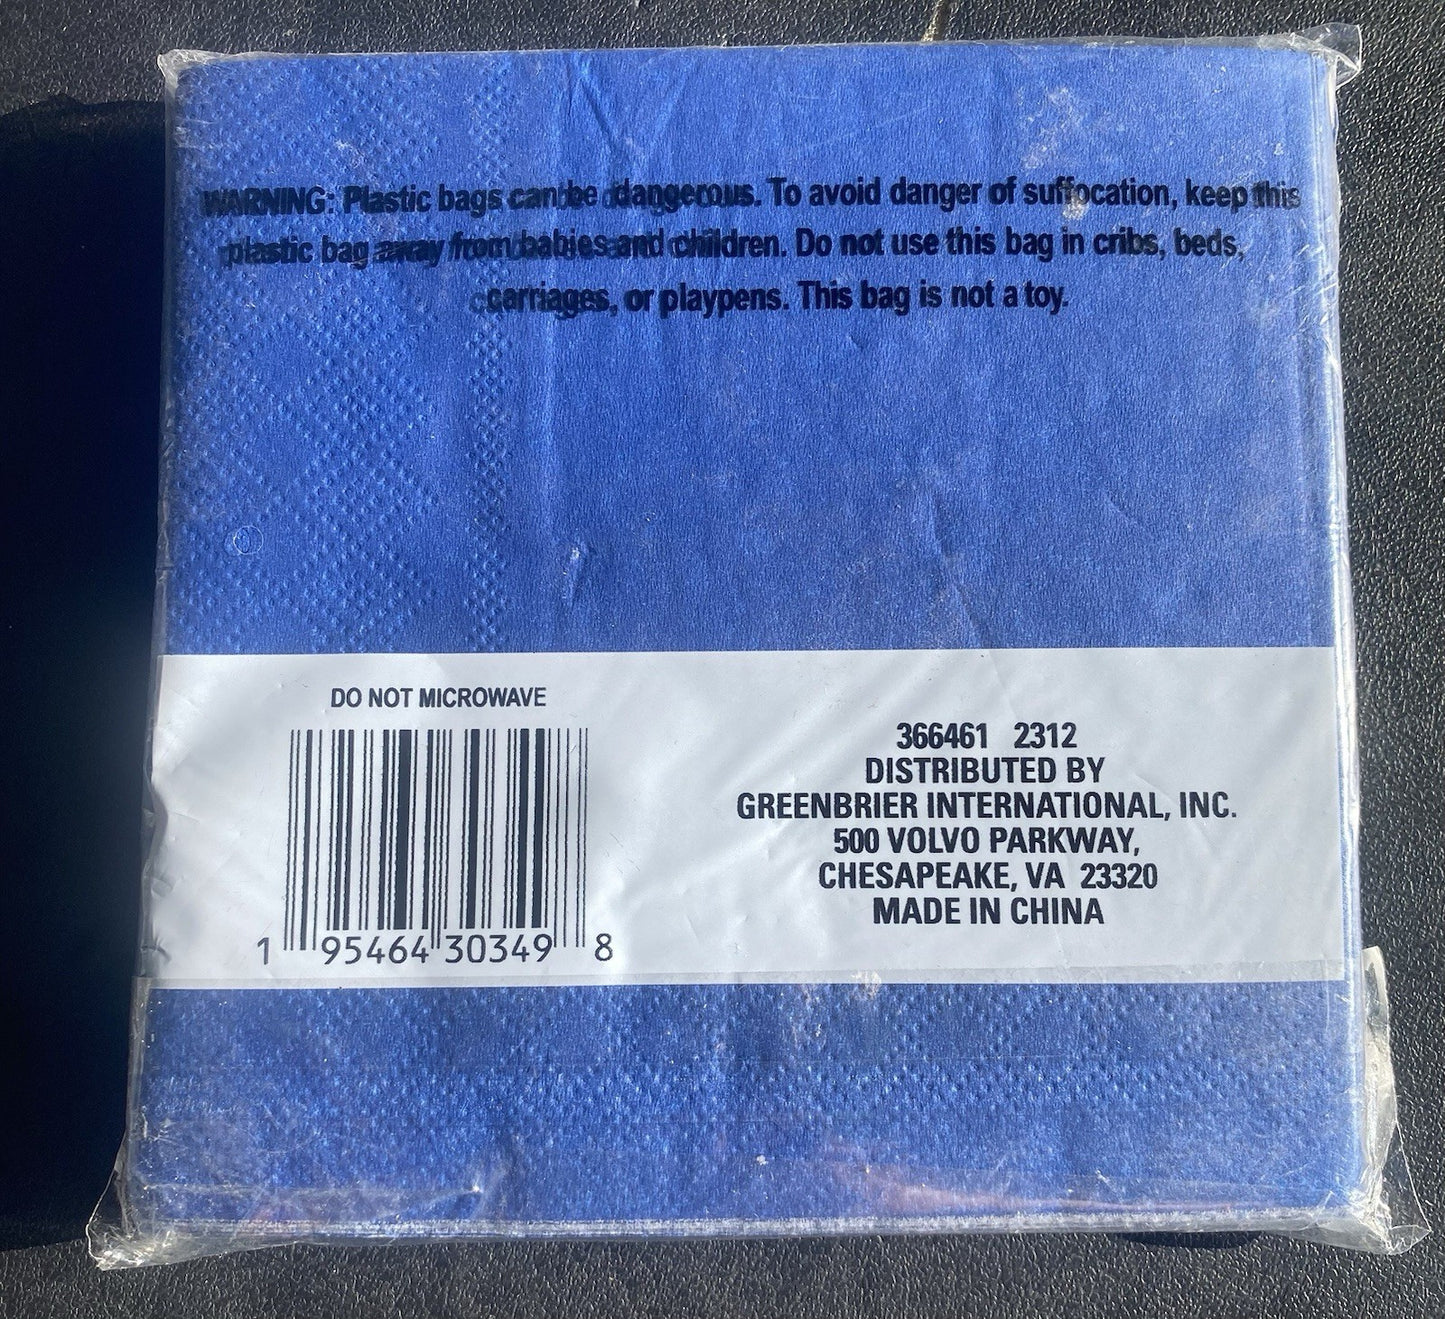 WARNING: Plastic bags can be dangerous. To avoid danger of suffocation, keep this
plastic bag away from babies and children. Do not use this bag in cribs, beds,
carriages, or playpens. This bag is not a toy.
DO NOT MICROWAVE
1 95464 30349 8
366461 2312
DISTRIBUTED BY
GREENBRIER INTERNATIONAL, INC.
500 VOLVO PARKWAY,
CHESAPEAKE, VA 23320
MADE IN CHINA